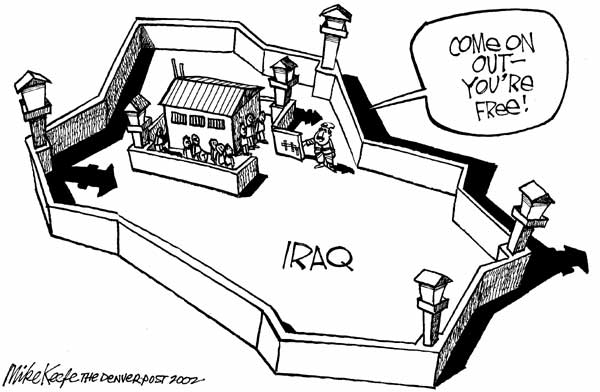 COME ON
OUT—
YOU'RE
FREE!
IRAQ
MIKE KEEFE THE DENVER POST 2002